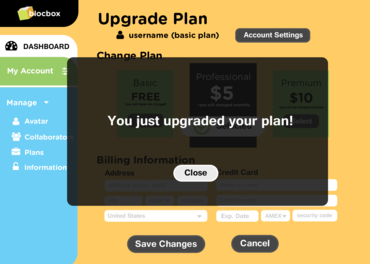 blocbox
Upgrade Plan
username (basic plan)
Account Settings
DASHBOARD
Change Plan
My Account
Basic
FREE
Professional
$5
Premium
$10
Manage
You just upgraded your plan!
Avatar
Collaborators
Plans
Information
Billing Information
Address
Credit Card
Close
United States
Exp. Date
AMEX
security code
Save Changes
Cancel